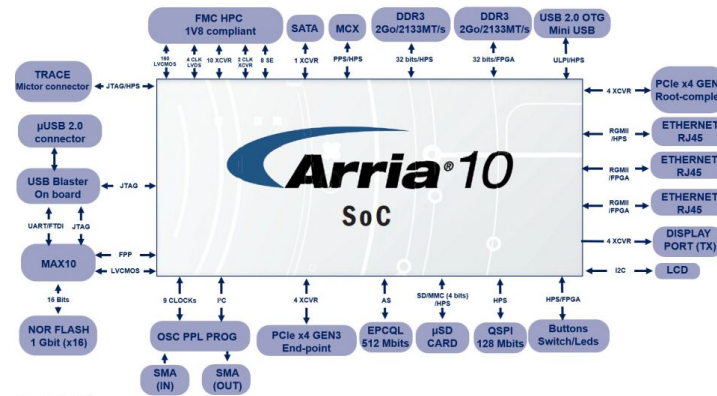 FMC HPC
1V8 compliant
SATA
MCX
DDR3
2Go/2133MT/s
DDR3
2Go/2133MT/s
USB 2.0 OTG
Mini USB
160
LVCMOS
4 CLK
LVDS
10 XCVR
2 CLK
XCVR
8 SE
1 XCVR
PPS/HPS
32 bits/HPS
32 bits/FPGA
ULPI/HPS
TRACE
Mictor connector
JTAG/HPS
4 XCVR
PCIe x4 GEN
Root-comple
µUSB 2.0
connector
RGMII
/HPS
ETHERNET
RJ45
USB Blaster
On board
JTAG
RGMII
/FPGA
ETHERNET
RJ45
Arria® 10
SoC
RGMII
/FPGA
ETHERNET
RJ45
UART/FTDI
JTAG
4 XCVR
DISPLAY
PORT (TX)
MAX10
FPP
LVCMOS
I2C
LCD
16 Bits
9 CLOCKs
I²C
4 XCVR
AS
SD/MMC (4 bits)
/HPS
HPS
HPS/FPGA
NOR FLASH
1 Gbit (x16)
OSC PPL PROG
PCIe x4 GEN3
End-point
EPCQL
512 Mbits
µSD
CARD
QSPI
128 Mbits
Buttons
Switch/Leds
SMA
(IN)
SMA
(OUT)